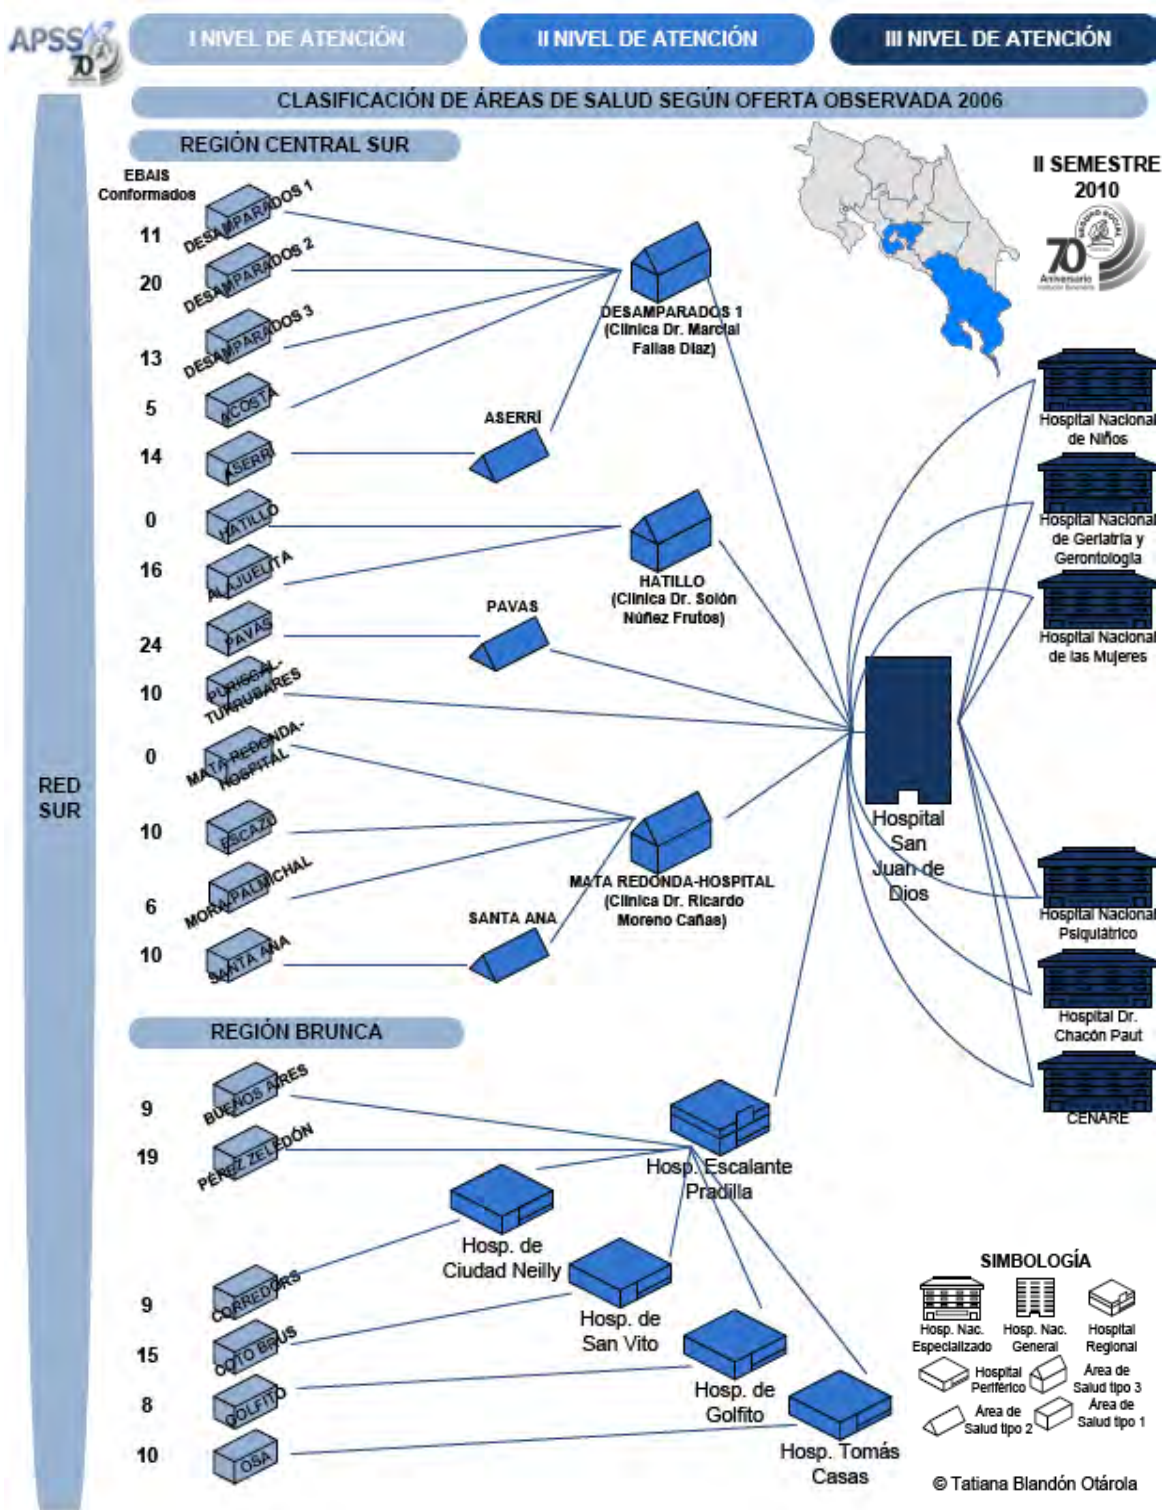 APSS
70
I NIVEL DE ATENCIÓN
II NIVEL DE ATENCIÓN
III NIVEL DE ATENCIÓN
CLASIFICACIÓN DE ÁREAS DE SALUD SEGÚN OFERTA OBSERVADA 2006
REGIÓN CENTRAL SUR
II SEMESTRE
2010
70
Aniversario
EBAIS
Conformados
RED
SUR
11
DESAMPARADOS 1
20
DESAMPARADOS 2
13
DESAMPARADOS 3
5
ACOSTA
14
ASERRÍ
0
HATILLO
16
ALAJUELITA
24
PAVAS
10
PURISCAL-
TURRUBARES
0
MATA REDONDA-
HOSPITAL
10
ESCAZÚ
6
MORA-PALMICHAL
10
SANTA ANA
DESAMPARADOS 1
(Clínica Dr. Marcial
Fallas Díaz)
ASERRÍ
HATILLO
(Clínica Dr. Solón
Núñez Frutos)
PAVAS
MATA REDONDA-HOSPITAL
(Clínica Dr. Ricardo
Moreno Cañas)
SANTA ANA
Hospital
San
Juan de
Dios
Hospital Nacional
de Niños
Hospital Nacional
de Geriatría y
Gerontología
Hospital Nacional
de las Mujeres
Hospital Nacional
Psiquiátrico
Hospital Dr.
Chacón Paut
CENARE
REGIÓN BRUNCA
9
BUENOS AIRES
19
PÉREZ ZELEDÓN
9
CORREDORS
15
COTO BRUS
8
GOLFITO
10
OSA
Hosp. Escalante
Pradilla
Hosp. de
Ciudad Neilly
Hosp. de
San Vito
Hosp. de
Golfito
Hosp. Tomás
Casas
SIMBOLOGÍA
Hosp. Nac.
Especializado
Hosp. Nac.
General
Hospital
Regional
Hospital
Periférico
Área de
Salud tipo 3
Área de
Salud tipo 2
Área de
Salud tipo 1
© Tatiana Blandón Otárola